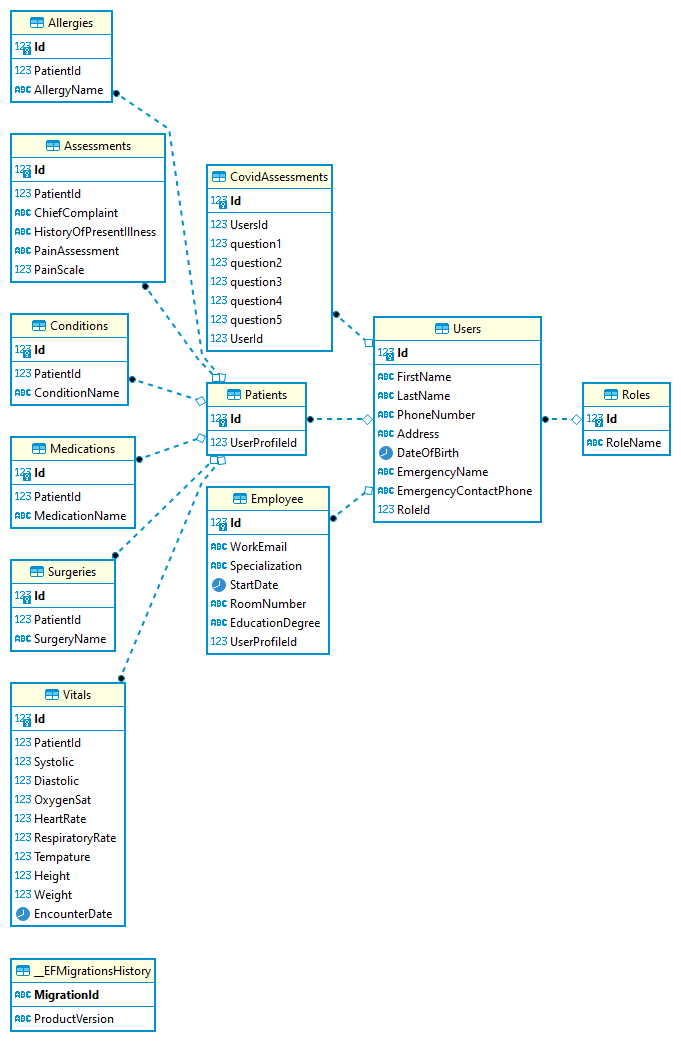 Allergies
123 Id
123 PatientId
ABC AllergyName
Assessments
123 Id
123 PatientId
ABC ChiefComplaint
ABC HistoryOfPresentIllness
ABC PainAssessment
123 PainScale
Conditions
123 Id
123 PatientId
ABC ConditionName
Medications
123 Id
123 PatientId
ABC MedicationName
Surgeries
123 Id
123 PatientId
ABC SurgeryName
Vitals
123 Id
123 PatientId
123 Systolic
123 Diastolic
123 OxygenSat
123 HeartRate
123 RespiratoryRate
123 Tempature
123 Height
123 Weight
EncounterDate
__EFMigrationsHistory
ABC MigrationId
ABC ProductVersion
CovidAssessments
123 Id
123 UsersId
123 question1
123 question2
123 question3
123 question4
123 question5
123 UserId
Patients
123 Id
123 UserProfileId
Employee
123 Id
ABC WorkEmail
ABC Specialization
StartDate
ABC RoomNumber
ABC EducationDegree
123 UserProfileId
Users
123 Id
ABC FirstName
ABC LastName
ABC PhoneNumber
ABC Address
DateOfBirth
ABC EmergencyName
ABC EmergencyContactPhone
123 RoleId
Roles
123 Id
ABC RoleName